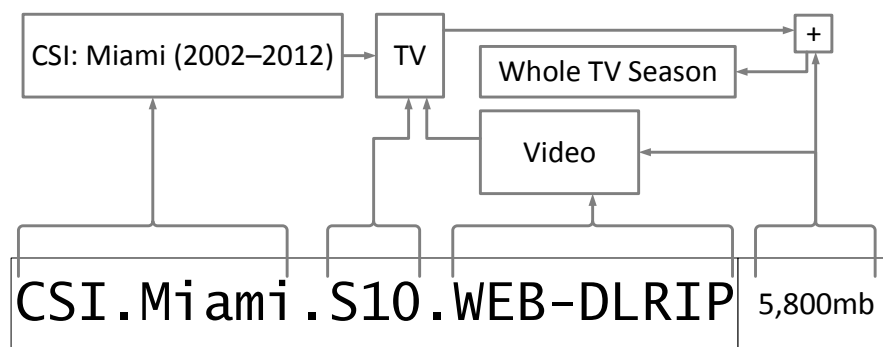 CSI: Miami (2002–2012)
TV
+
Whole TV Season
Video
CSI.Miami.S10.WEB-DLRIP
5,800mb